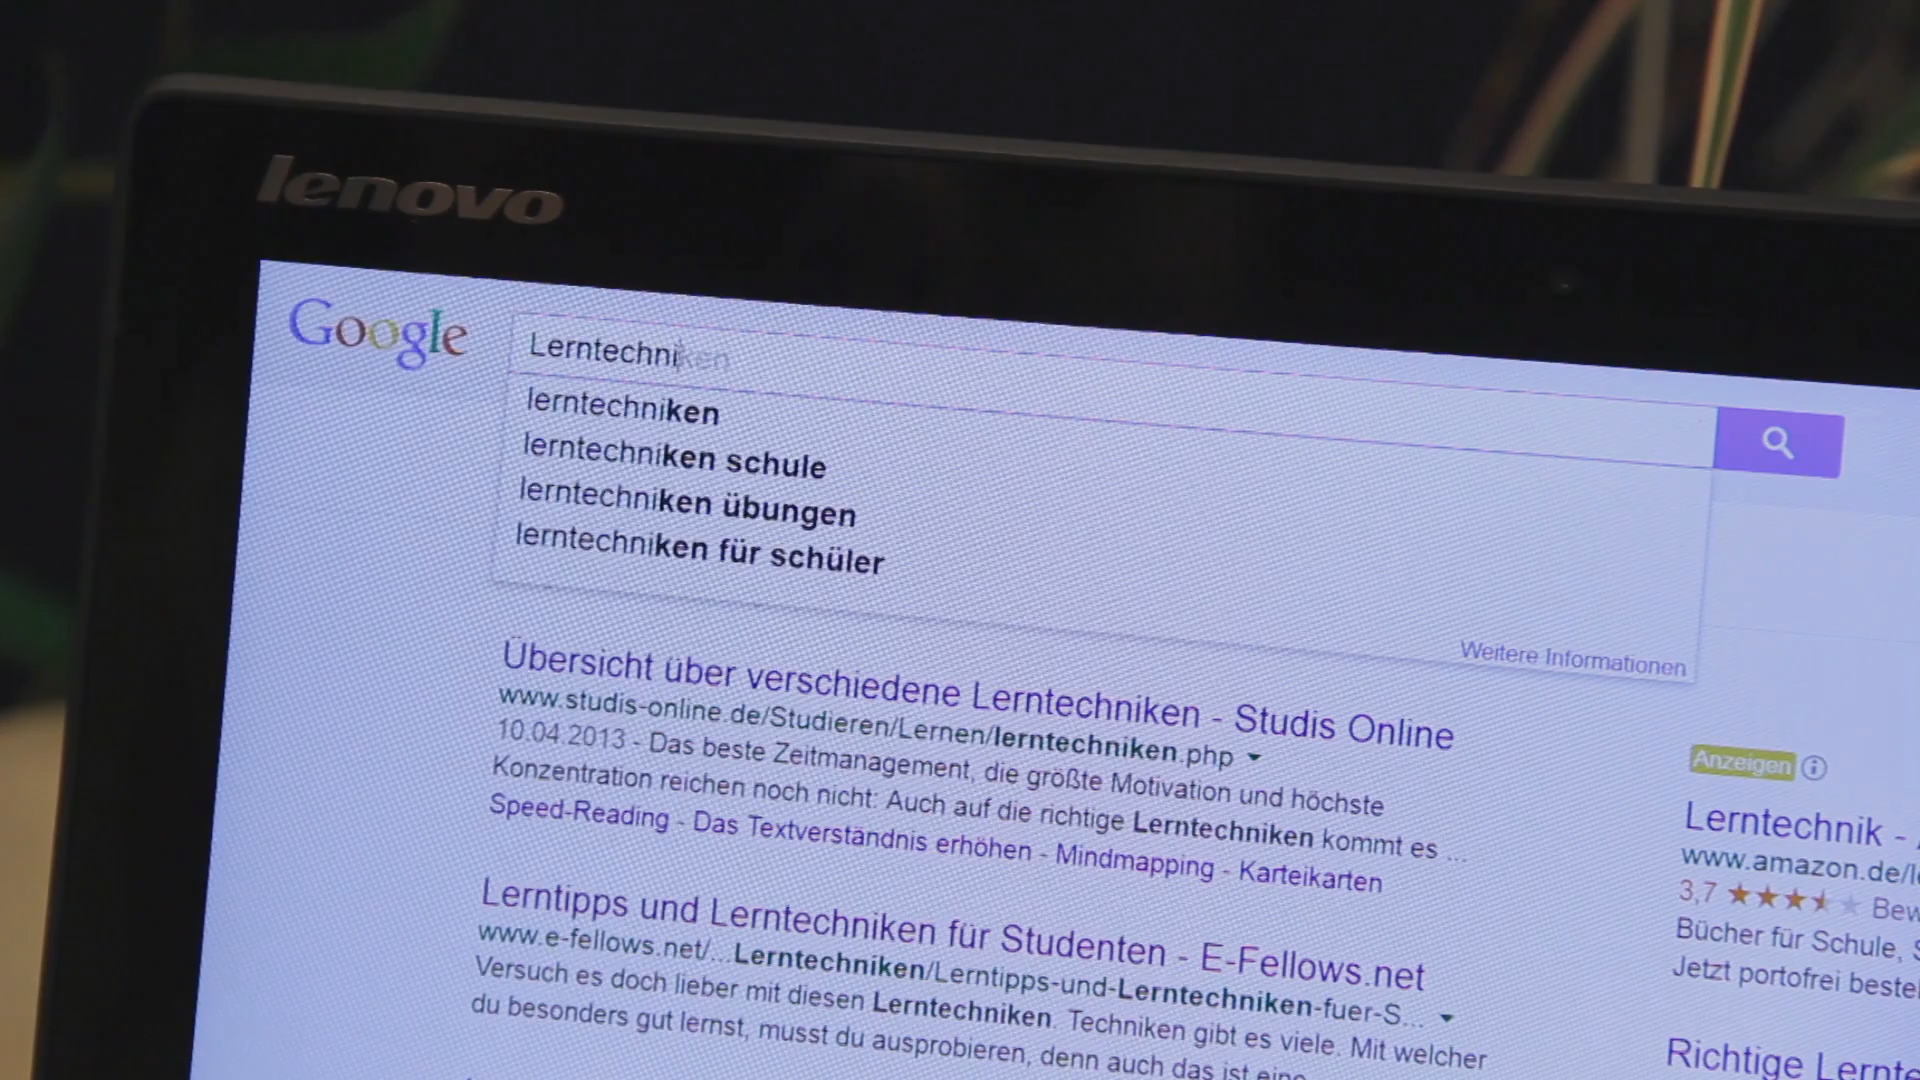 lenovo
Google
Lerntechniken
lerntechniken
lerntechniken schule
lerntechniken übungen
lerntechniken für schüler
Weitere Informationen
Übersicht über verschiedene Lerntechniken - Studis Online
www.studis-online.de/Studieren/Lernen/lerntechniken.php
10.04.2013 - Das beste Zeitmanagement, die größte Motivation und höchste
Konzentration reichen noch nicht: Auch auf die richtige Lerntechniken kommt es ...
Speed-Reading - Das Textverständnis erhöhen - Mindmapping - Karteikarten
Lerntipps und Lerntechniken für Studenten - E-Fellows.net
www.e-fellows.net/...Lerntechniken/Lerntipps-und-Lerntechniken-fuer-S...
Versuch es doch lieber mit diesen Lerntechniken. Techniken gibt es viele. Mit welcher
du besonders gut lernst, musst du ausprobieren, denn auch das ist eine
Anzeigen
Lerntechnik -
www.amazon.de/
3,7 ★★★★★ Bew
Bücher für Schule,
Jetzt portofrei beste
Richtige Lernte